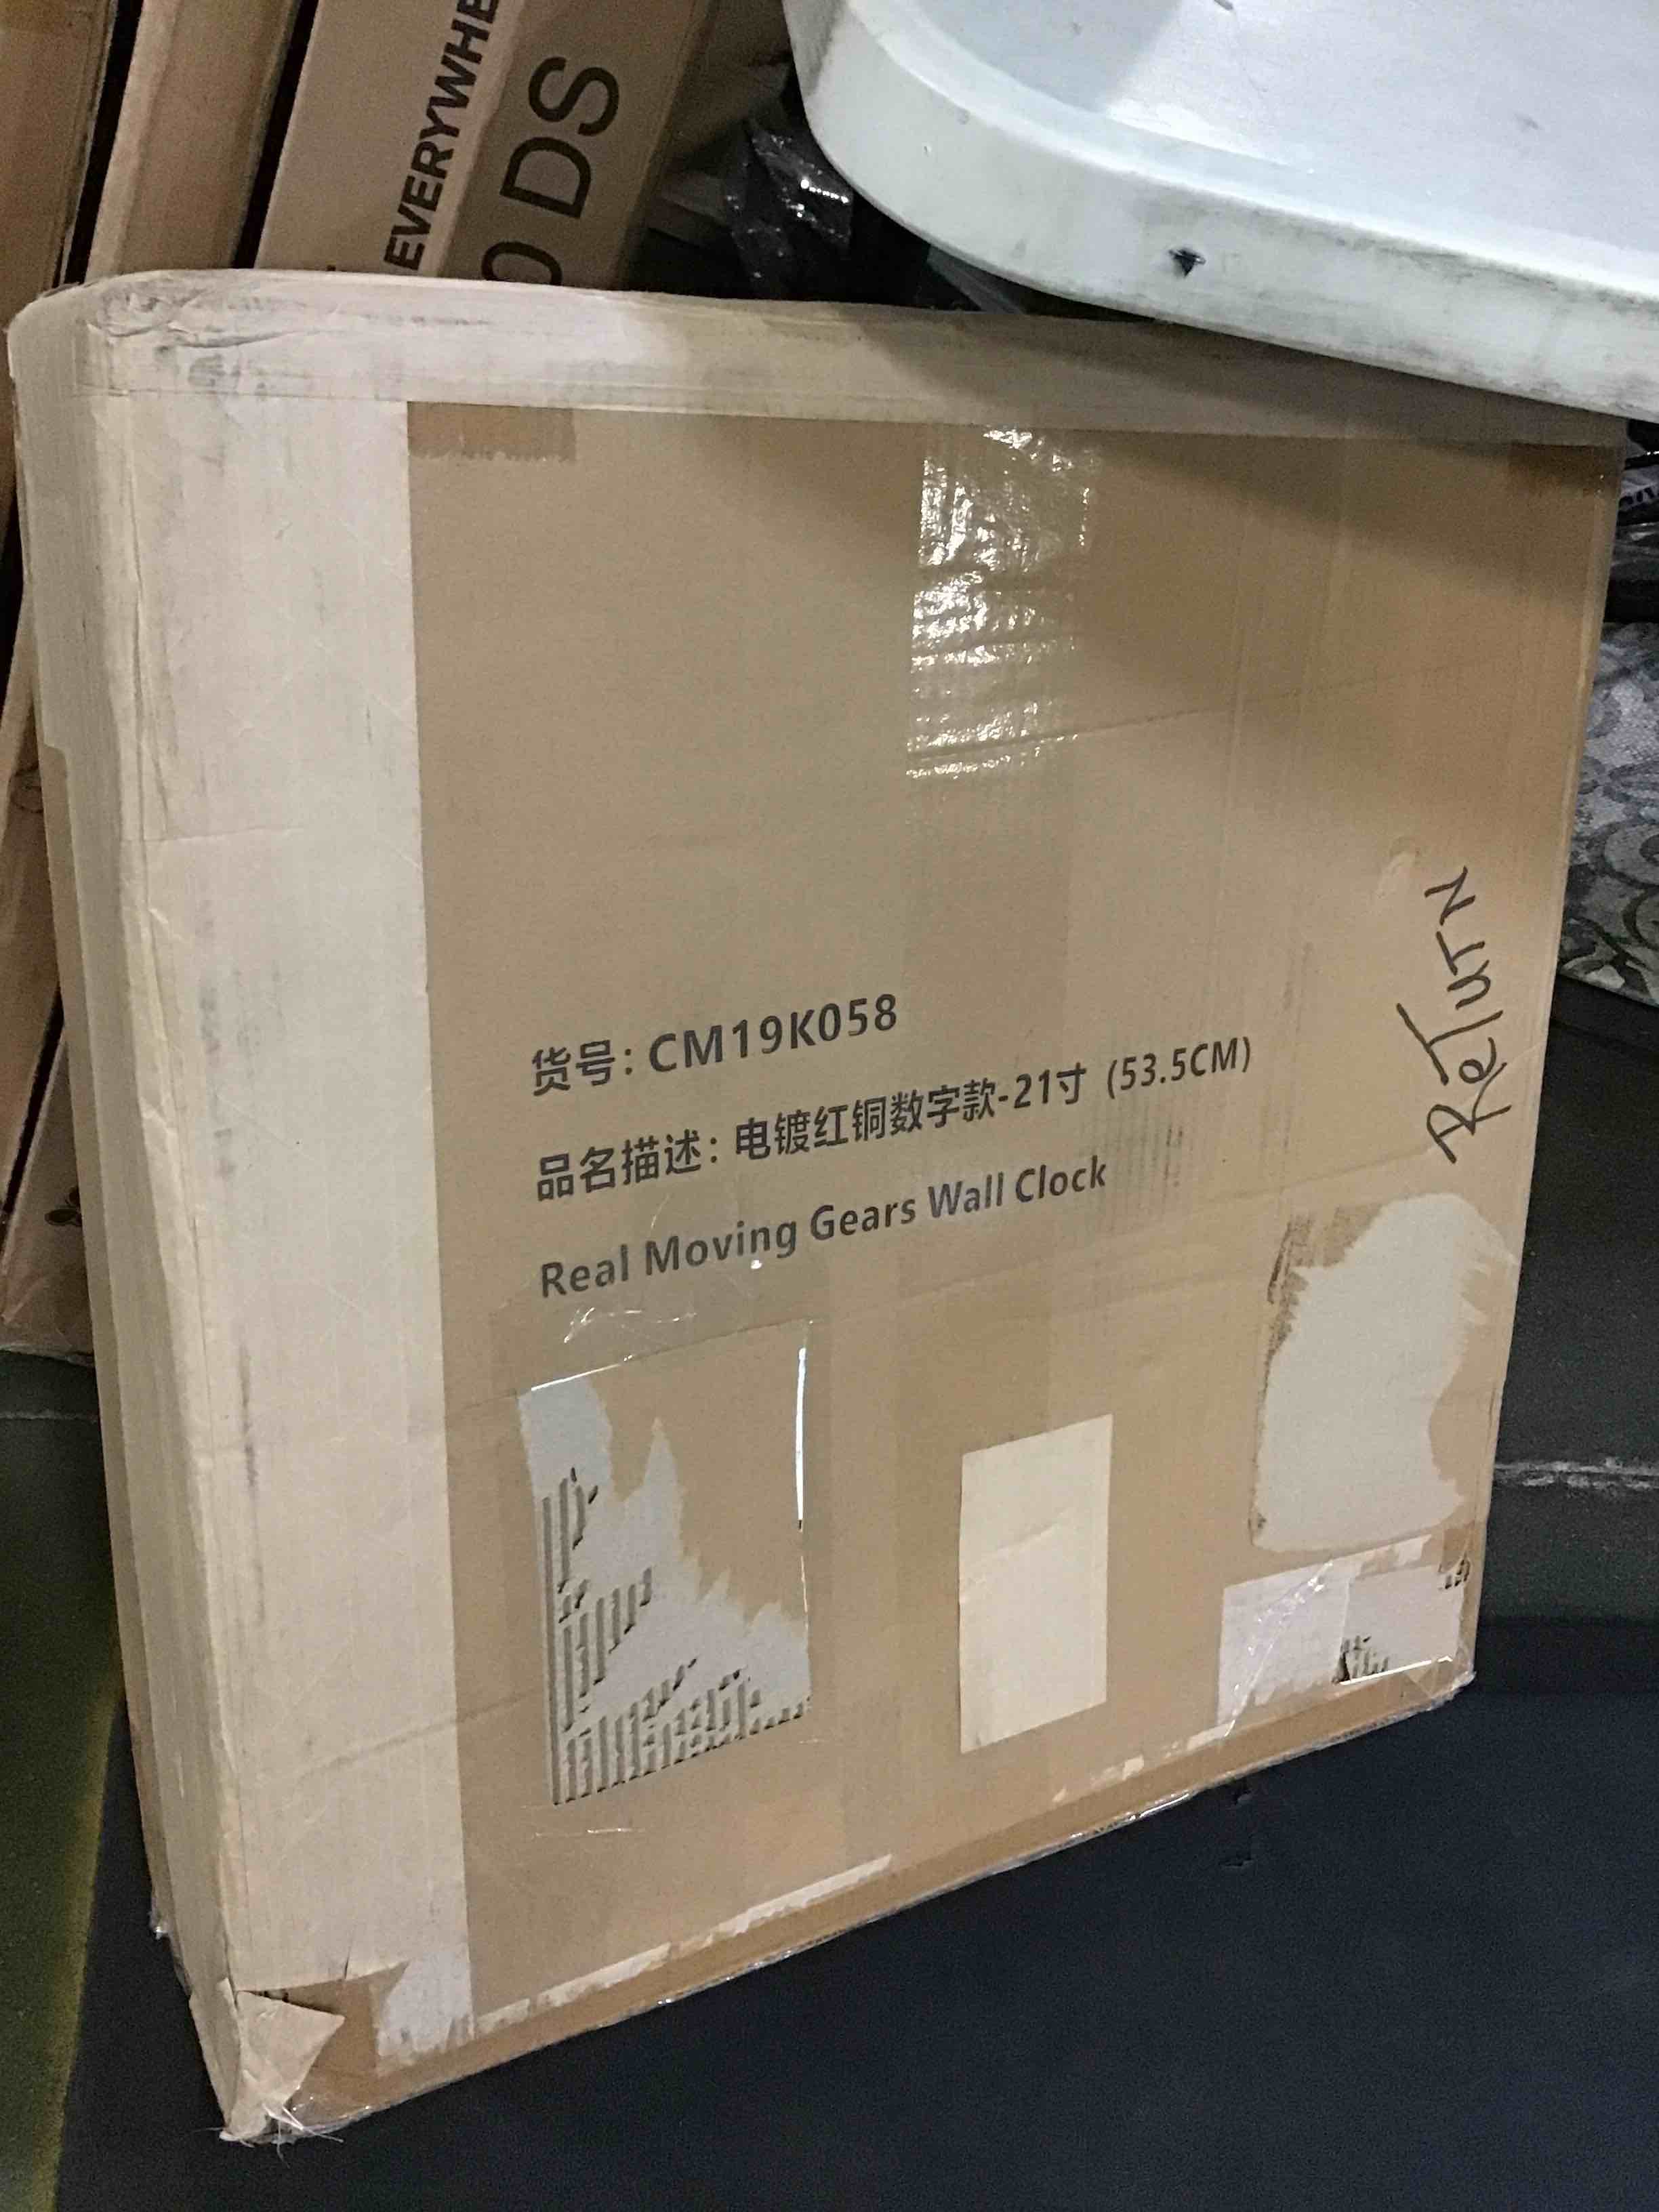 EVERYWHE
0 DS
货号: CM19K058
品名描述: 电镀红铜数字款-21寸 (53.5CM)
Real Moving Gears Wall Clock
ReTurN